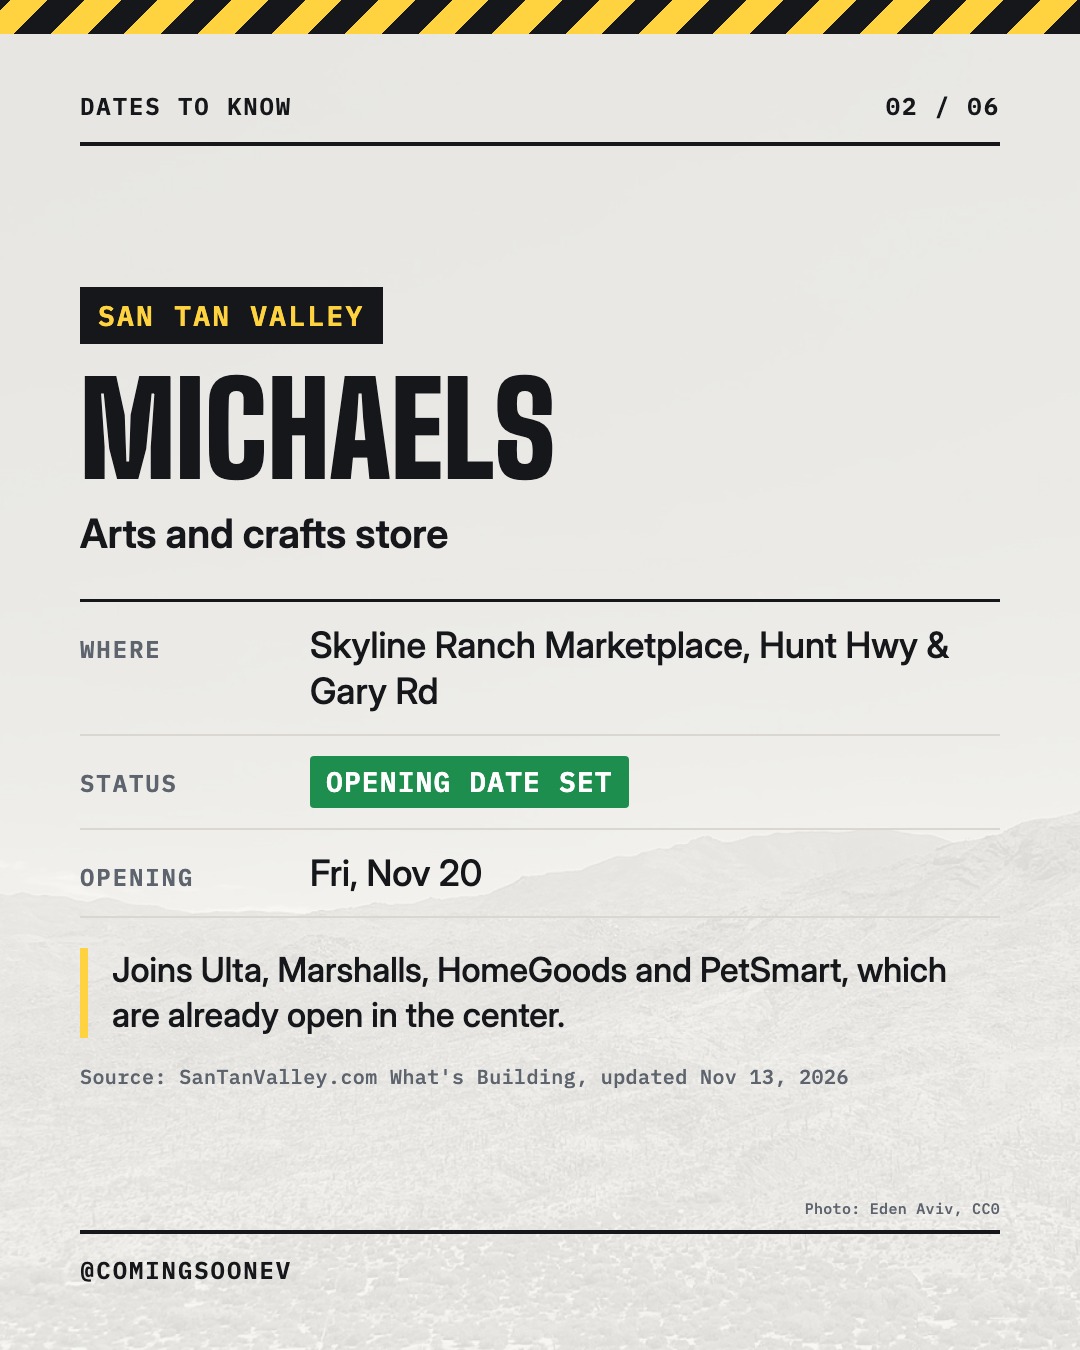 DATES TO KNOW
02 / 06
SAN TAN VALLEY
MICHAELS
Arts and crafts store
WHERE
Skyline Ranch Marketplace, Hunt Hwy &
Gary Rd
STATUS
OPENING DATE SET
OPENING
Fri, Nov 20
Joins Ulta, Marshalls, HomeGoods and PetSmart, which
are already open in the center.
Source: SanTanValley.com What's Building, updated Nov 13, 2026
Photo: Eden Aviv, CC0
@COMINGSOONEV